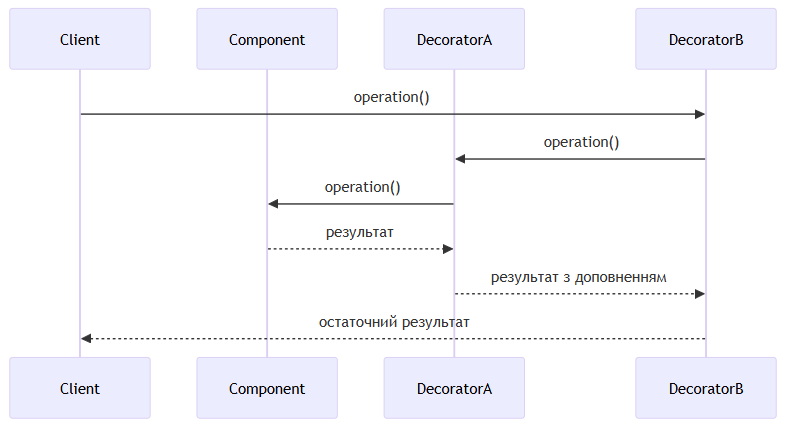 Client
Component
DecoratorA
DecoratorB
operation()
operation()
operation()
результат
результат з доповненням
остаточний результат
Client
Component
DecoratorA
DecoratorB